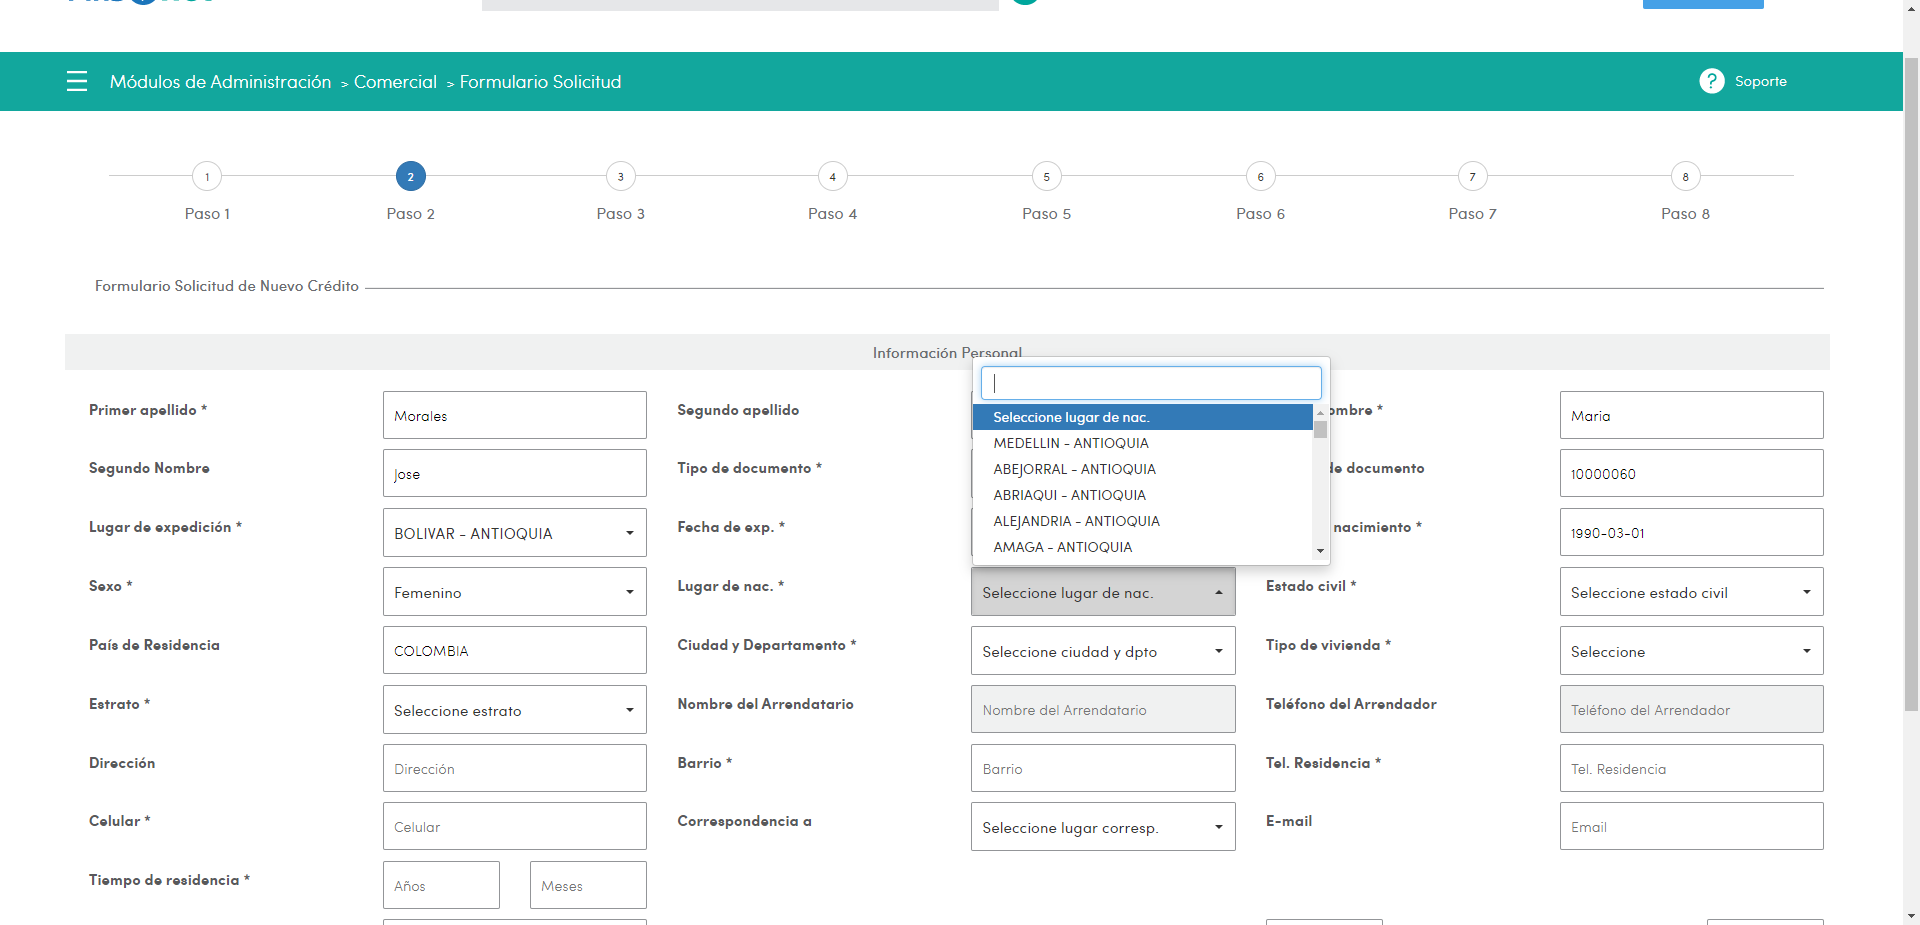 Módulos de Administración > Comercial > Formulario Solicitud
? Soporte
1 2 3 4 5 6 7 8
Paso 1 Paso 2 Paso 3 Paso 4 Paso 5 Paso 6 Paso 7 Paso 8
Formulario Solicitud de Nuevo Crédito
Información Personal
Seleccione lugar de nac.
MEDELLIN - ANTIOQUIA
ABEJORRAL - ANTIOQUIA
ABRIAQUI - ANTIOQUIA
ALEJANDRIA - ANTIOQUIA
AMAGA - ANTIOQUIA
Primer apellido * Morales Segundo apellido ombre * Maria
Segundo Nombre Jose Tipo de documento * de documento 10000060
Lugar de expedición * BOLIVAR - ANTIOQUIA Fecha de exp. * nacimiento * 1990-03-01
Sexo * Femenino Lugar de nac. * Seleccione lugar de nac. Estado civil * Seleccione estado civil
País de Residencia COLOMBIA Ciudad y Departamento * Seleccione ciudad y dpto Tipo de vivienda * Seleccione
Estrato * Seleccione estrato Nombre del Arrendatario Nombre del Arrendatario Teléfono del Arrendador Teléfono del Arrendador
Dirección Dirección Barrio * Barrio Tel. Residencia * Tel. Residencia
Celular * Celular Correspondencia a Seleccione lugar corresp. E-mail Email
Tiempo de residencia * Años Meses